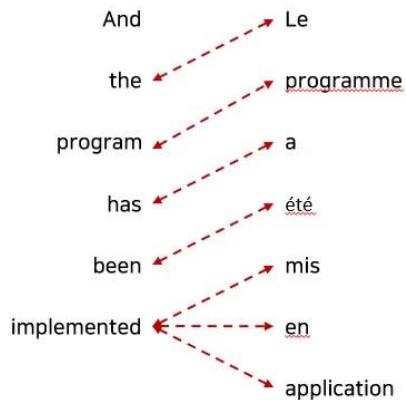 And Le
the programme
program a
has été
been mis
implemented en
application